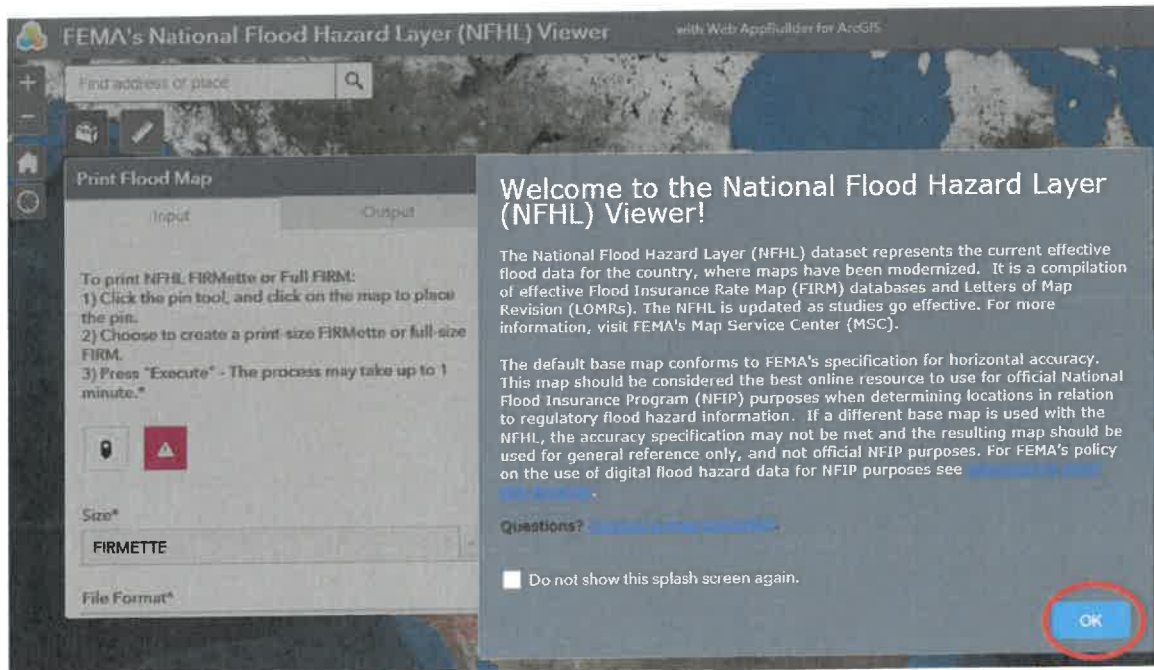 FEMA's National Flood Hazard Layer (NFHL) Viewer
with Web AppBuilder for ArcGIS
Find address or place
Print Flood Map
Input
Output
To print NFHL FIRMette or Full FIRM:
1) Click the pin tool, and click on the map to place
the pin.
2) Choose to create a print-size FIRMette or full-size
FIRM.
3) Press "Execute" - The process may take up to 1
minute.*
Size*
FIRMETTE
File Format*
Welcome to the National Flood Hazard Layer
(NFHL) Viewer!
The National Flood Hazard Layer (NFHL) dataset represents the current effective
flood data for the country, where maps have been modernized. It is a compilation
of effective Flood Insurance Rate Map (FIRM) databases and Letters of Map
Revision (LOMRs). The NFHL is updated as studies go effective. For more
information, visit FEMA's Map Service Center (MSC).
The default base map conforms to FEMA's specification for horizontal accuracy.
This map should be considered the best online resource to use for official National
Flood Insurance Program (NFIP) purposes when determining locations in relation
to regulatory flood hazard information. If a different base map is used with the
NFHL, the accuracy specification may not be met and the resulting map should be
used for general reference only, and not official NFIP purposes. For FEMA's policy
on the use of digital flood hazard data for NFIP purposes see
Questions?
Do not show this splash screen again.
OK